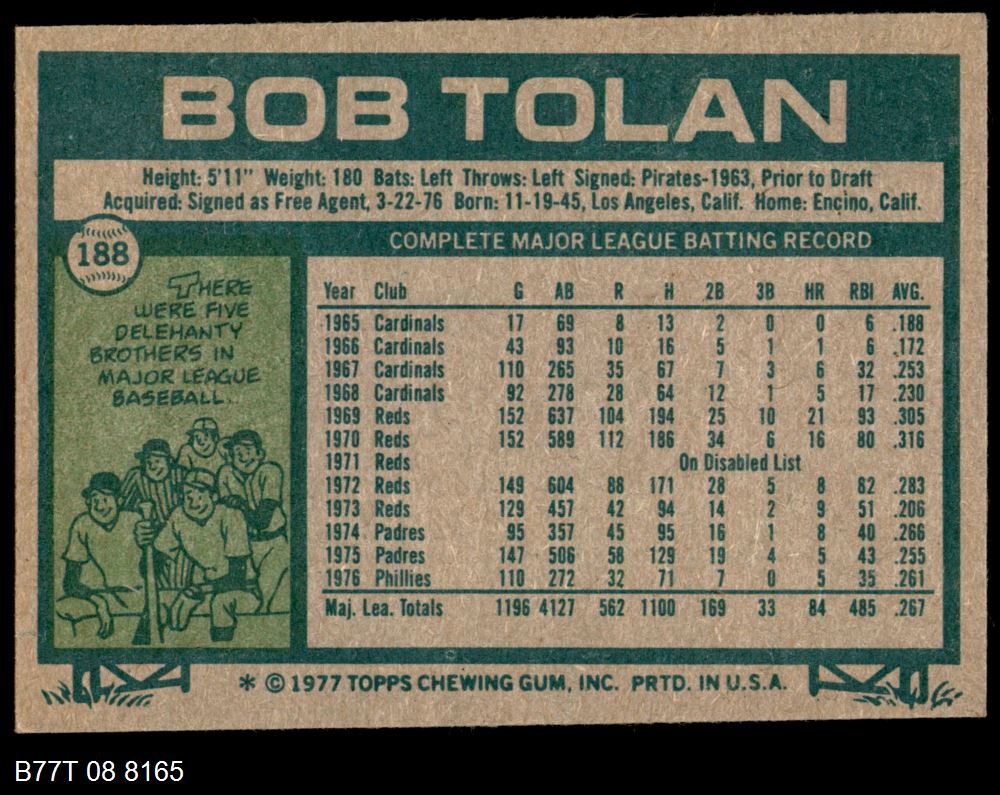 BOB TOLAN
Height: 5'11" Weight: 180 Bats: Left Throws: Left Signed: Pirates-1963, Prior to Draft
Acquired: Signed as Free Agent, 3-22-76 Born: 11-19-45, Los Angeles, Calif. Home: Encino, Calif.
188
THERE
WERE FIVE
DELEHANTY
BROTHERS IN
MAJOR LEAGUE
BASEBALL.
COMPLETE MAJOR LEAGUE BATTING RECORD
Year Club G AB R H 2B 3B HR RBI AVG.
1965 Cardinals 17 69 8 13 2 0 0 6 .188
1966 Cardinals 43 93 10 16 5 1 1 6 .172
1967 Cardinals 110 265 35 67 7 3 6 32 .253
1968 Cardinals 92 278 28 64 12 1 5 17 .230
1969 Reds 152 637 104 194 25 10 21 93 .305
1970 Reds 152 589 112 186 34 6 16 80 .316
1971 Reds On Disabled List
1972 Reds 149 604 88 171 28 5 8 82 .283
1973 Reds 129 457 42 94 14 2 9 51 .206
1974 Padres 95 357 45 95 16 1 8 40 .266
1975 Padres 147 506 58 129 19 4 5 43 .255
1976 Phillies 110 272 32 71 7 0 5 35 .261
Maj. Lea. Totals 1196 4127 562 1100 169 33 84 485 .267
* © 1977 TOPPS CHEWING GUM, INC. PRTD. IN U.S.A.
B77T 08 8165